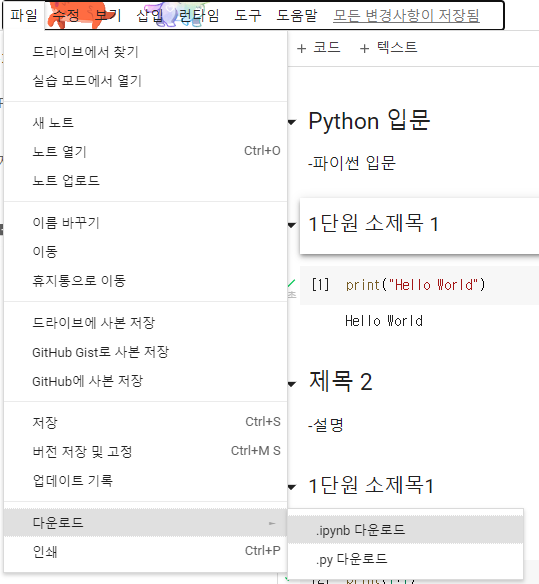 파일 수정 보기 삽입 런타임 도구 도움말 모든 변경사항이 저장됨
드라이브에서 찾기
실습 모드에서 열기
새 노트
노트 열기 Ctrl+O
노트 업로드
이름 바꾸기
이동
휴지통으로 이동
드라이브에 사본 저장
GitHub Gist로 사본 저장
GitHub에 사본 저장
저장 Ctrl+S
버전 저장 및 고정 Ctrl+M S
업데이트 기록
다운로드 ►
인쇄 Ctrl+P
.ipynb 다운로드
.py 다운로드
+ 코드 + 텍스트
Python 입문
-파이썬 입문
1단원 소제목 1
[1] print("Hello World")
초
Hello World
제목 2
-설명
1단원 소제목1